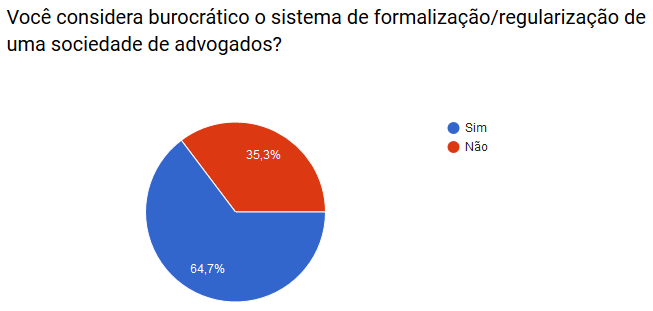 Você considera burocrático o sistema de formalização/regularização de
uma sociedade de advogados?
Sim
Não
35,3%
64,7%